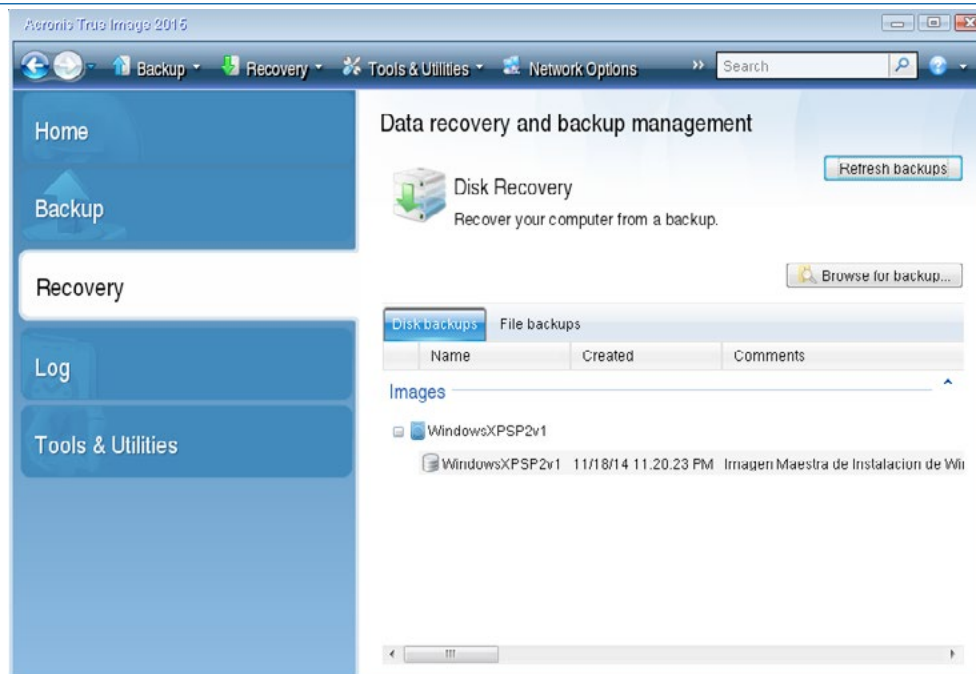 Acronis True Image 2015
Backup Recovery Tools & Utilities Network Options » Search
Home
Backup
Recovery
Log
Tools & Utilities
Data recovery and backup management
Refresh backups
Disk Recovery
Recover your computer from a backup.
Browse for backup...
Disk backups File backups
Name Created Comments
Images
WindowsXPSP2v1
WindowsXPSP2v1 11/18/14 11.20.23 PM Imagen Maestra de Instalacion de Wi